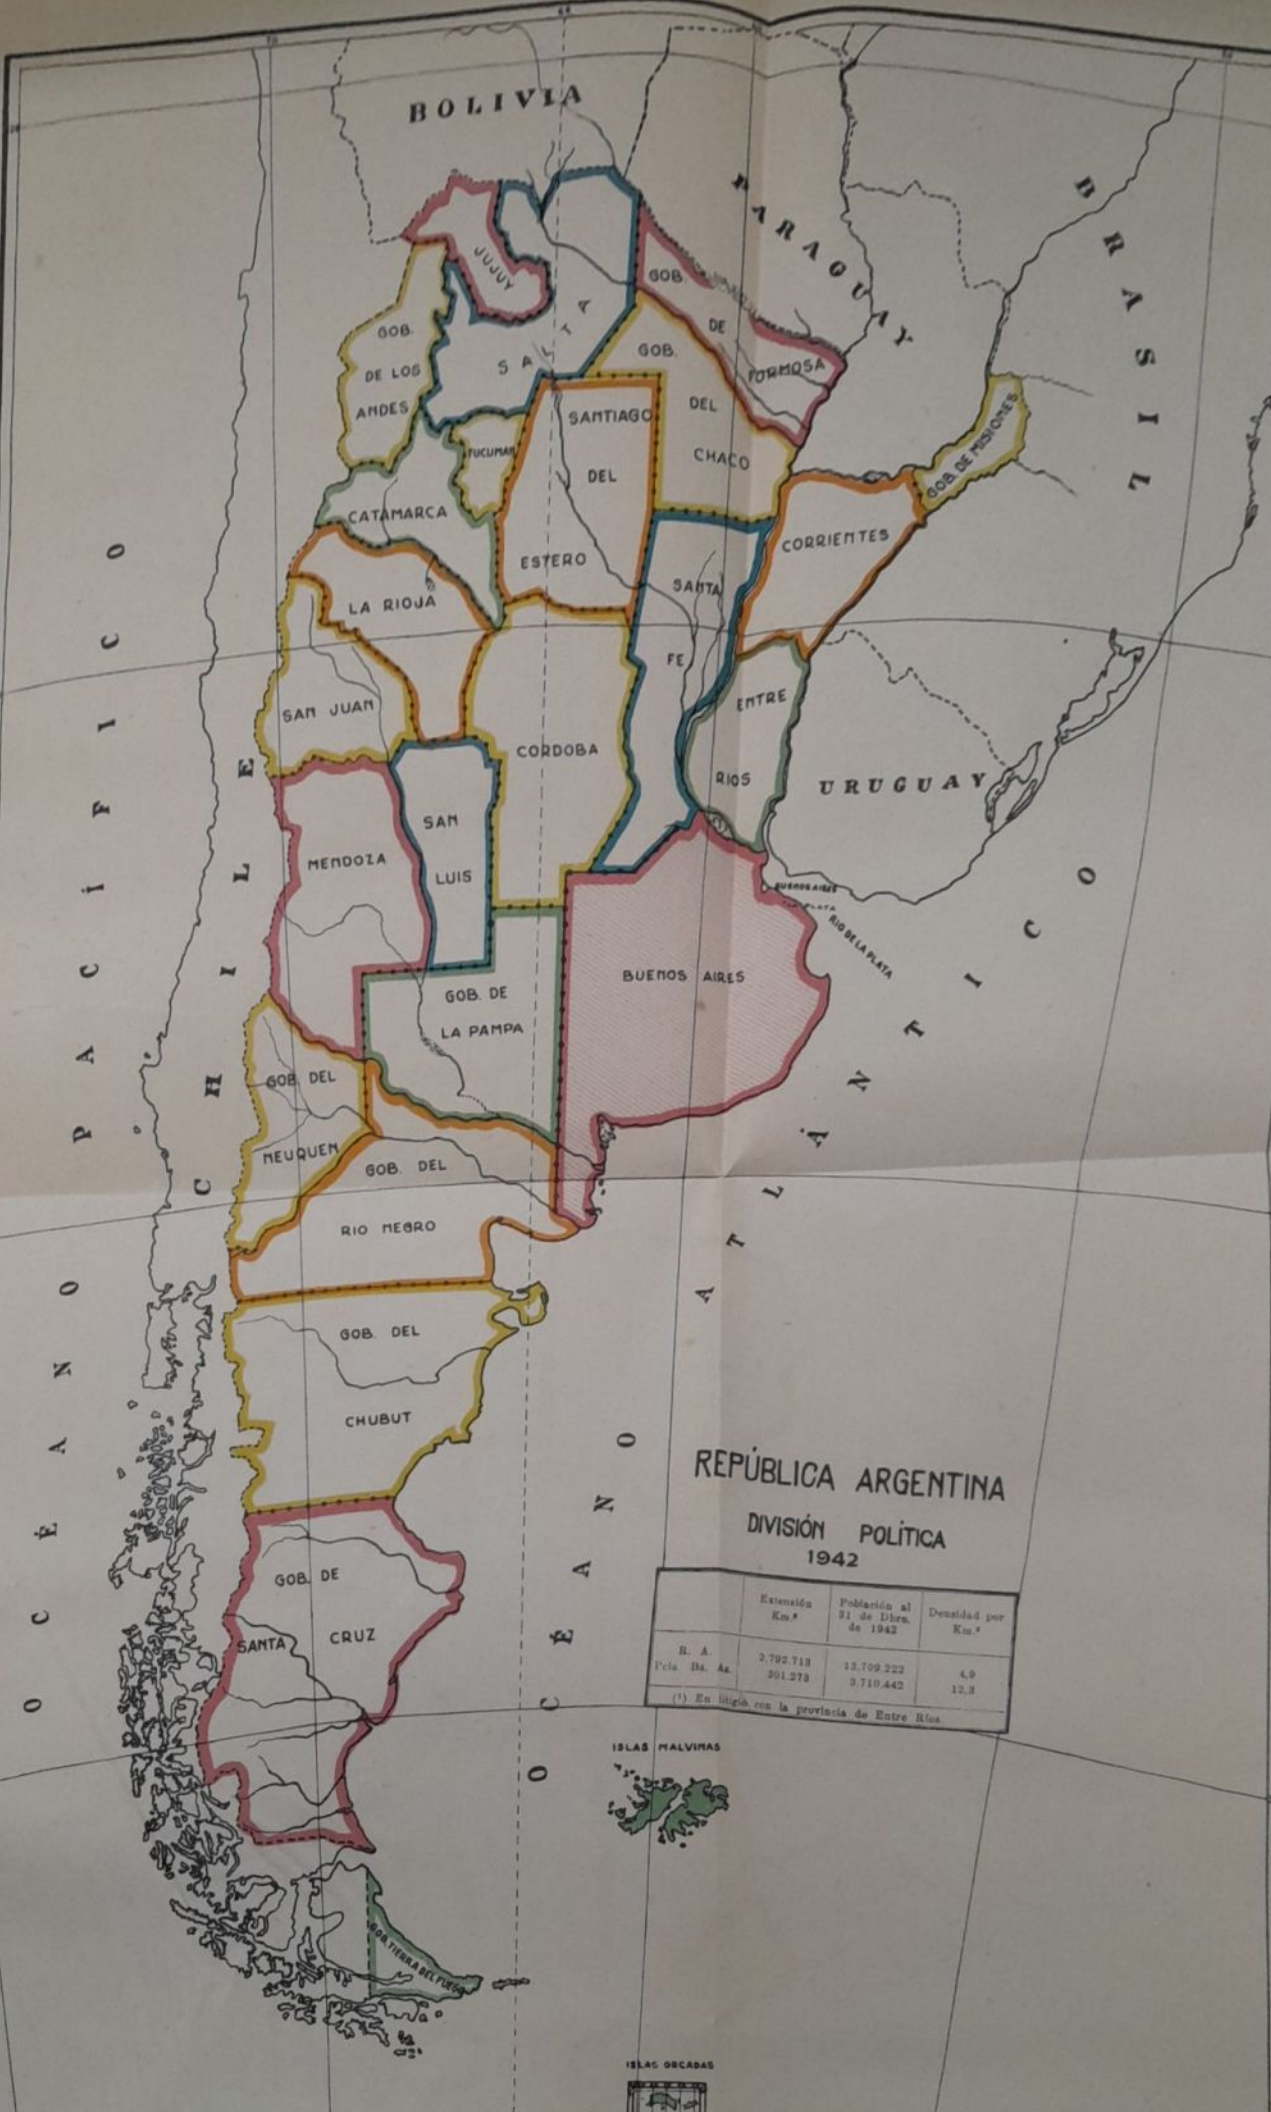 BOLIVIA
PARAGUAY
BRASIL
JUJUY
SALTA
GOB.
DE LOS
ANDES
GOB.
DE
FORMOSA
GOB.
DEL
CHACO
GOB. DE MISIONES
TUCUMAN
SANTIAGO
DEL
ESTERO
CATAMARCA
CORRIENTES
LA RIOJA
SANTA
FE
SAN JUAN
CORDOBA
ENTRE
RIOS
URUGUAY
(1)
SAN
LUIS
MENDOZA
CHILE
BUENOS AIRES
LA PLATA
RIO DE LA PLATA
BUENOS AIRES
GOB. DE
LA PAMPA
GOB. DEL
NEUQUEN
GOB. DEL
RIO NEGRO
GOB. DEL
CHUBUT
GOB. DE
SANTA CRUZ
GOB. TIERRA DEL FUEGO
OCÉANO PACÍFICO
OCÉANO ATLÁNTICO
REPÚBLICA ARGENTINA
DIVISIÓN POLÍTICA
1942
Extensión Km.² Población al 31 de Dbre. de 1942 Densidad por Km.²
R. A. 2.792.713 13.709.222 4,9
Pcia. Bs. As. 301.273 3.710.442 12,3
(¹) En litigio con la provincia de Entre Ríos.
ISLAS MALVINAS
ISLAS ORCADAS